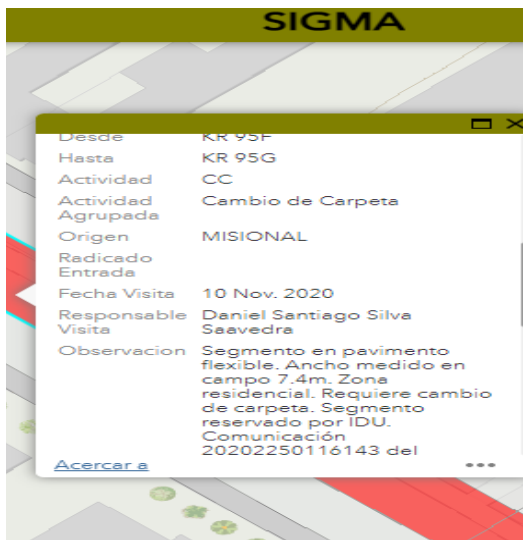 SIGMA
Desde KR 95F
Hasta KR 95G
Actividad CC
Actividad Agrupada Cambio de Carpeta
Origen MISIONAL
Radicado Entrada
Fecha Visita 10 Nov. 2020
Responsable Visita Daniel Santiago Silva Saavedra
Observacion Segmento en pavimento
flexible. Ancho medido en
campo 7.4m. Zona
residencial. Requiere cambio
de carpeta. Segmento
reservado por IDU.
Comunicación
20202250116143 del
Acercar a